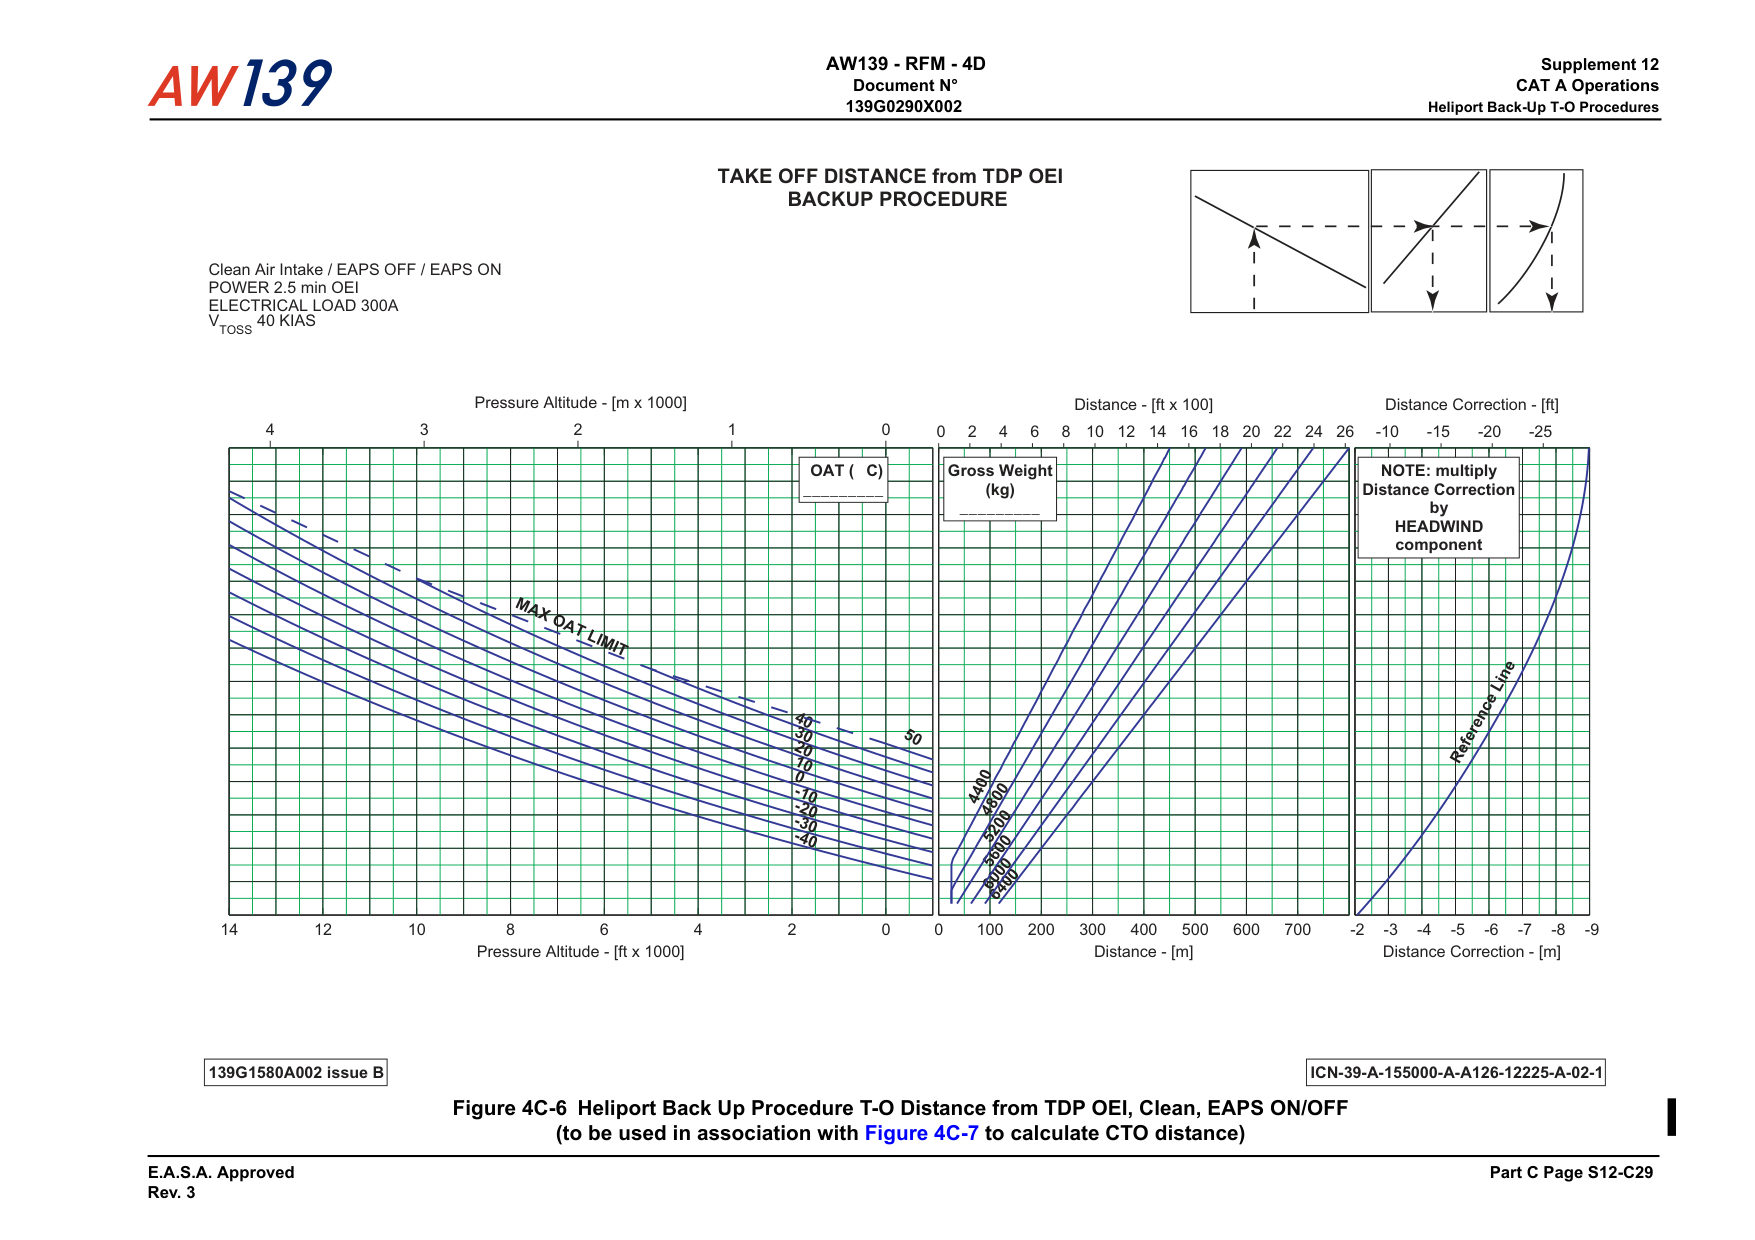 AW139
AW139 - RFM - 4D
Document N°
139G0290X002
Supplement 12
CAT A Operations
Heliport Back-Up T-O Procedures
TAKE OFF DISTANCE from TDP OEI
BACKUP PROCEDURE
Clean Air Intake / EAPS OFF / EAPS ON
POWER 2.5 min OEI
ELECTRICAL LOAD 300A
VTOSS 40 KIAS
Pressure Altitude - [m x 1000]
4 3 2 1 0
Distance - [ft x 100]
0 2 4 6 8 10 12 14 16 18 20 22 24 26
Distance Correction - [ft]
-10 -15 -20 -25
OAT ( C)
_________
Gross Weight
(kg)
_________
NOTE: multiply
Distance Correction
by
HEADWIND
component
MAX OAT LIMIT
50
40
30
20
10
0
-10
-20
-30
-40
4400
4800
5200
5600
6000
6400
Reference Line
14 12 10 8 6 4 2 0
Pressure Altitude - [ft x 1000]
0 100 200 300 400 500 600 700
Distance - [m]
-2 -3 -4 -5 -6 -7 -8 -9
Distance Correction - [m]
139G1580A002 issue B
ICN-39-A-155000-A-A126-12225-A-02-1
Figure 4C-6 Heliport Back Up Procedure T-O Distance from TDP OEI, Clean, EAPS ON/OFF
(to be used in association with Figure 4C-7 to calculate CTO distance)
E.A.S.A. Approved
Rev. 3
Part C Page S12-C29